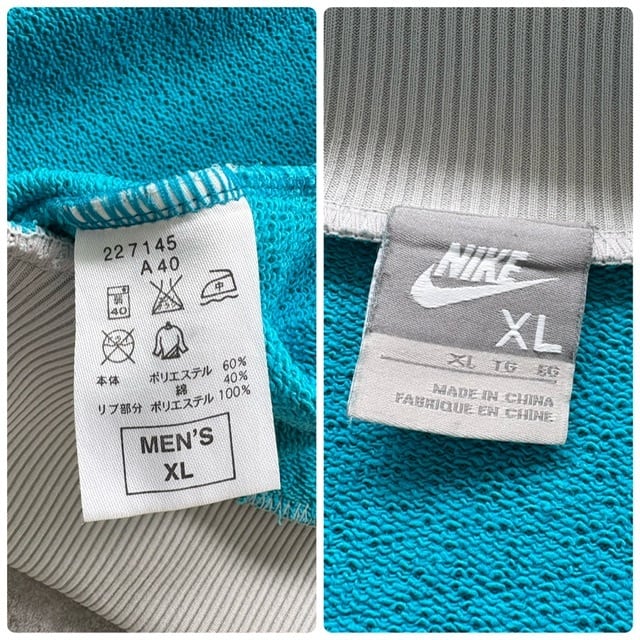 227145
A40
弱
40
中
本体 ポリエステル 60%
綿 40%
リブ部分 ポリエステル 100%
MEN'S
XL
NIKE
XL
XL TG EG
MADE IN CHINA
FABRIQUE EN CHINE